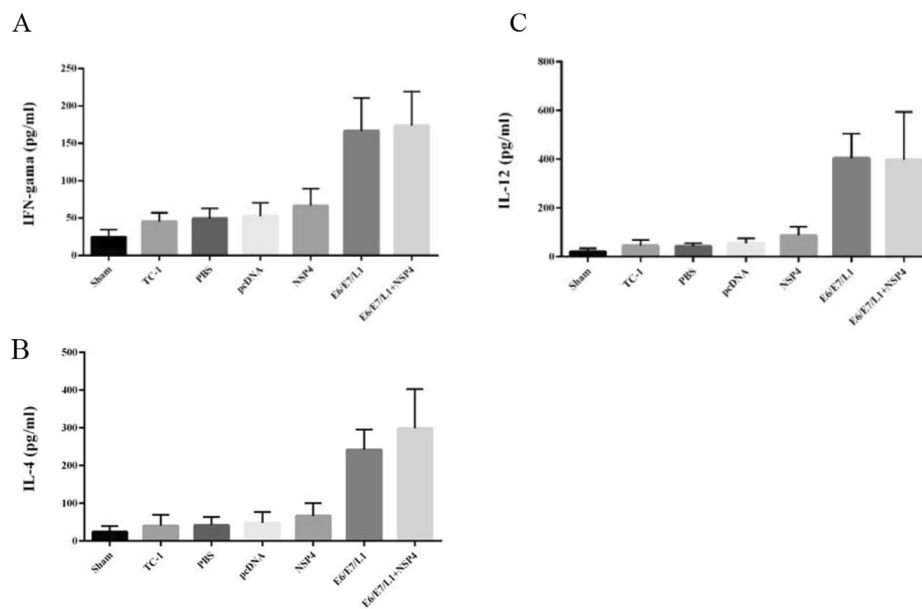 A
IFN-gama (pg/ml)
250
200
150
100
50
0
Sham
TC-1
PBS
pcDNA
NSP4
E6/E7/L1
E6/E7/L1+NSP4
C
IL-12 (pg/ml)
800
600
400
200
0
Sham
TC-1
PBS
pcDNA
NSP4
E6/E7/L1
E6/E7/L1+NSP4
B
IL-4 (pg/ml)
500
400
300
200
100
0
Sham
TC-1
PBS
pcDNA
NSP4
E6/E7/L1
E6/E7/L1+NSP4